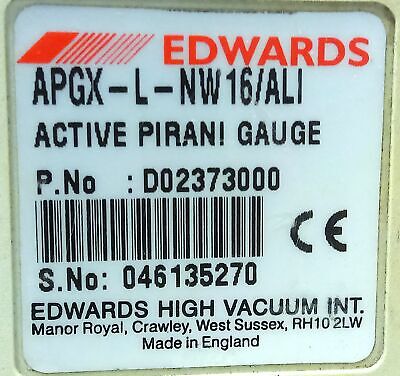 EDWARDS
APGX-L-NW16/ALI
ACTIVE PIRANI GAUGE
P.No : D02373000
CE
S.No: 046135270
EDWARDS HIGH VACUUM INT.
Manor Royal, Crawley, West Sussex, RH10 2LW
Made in England